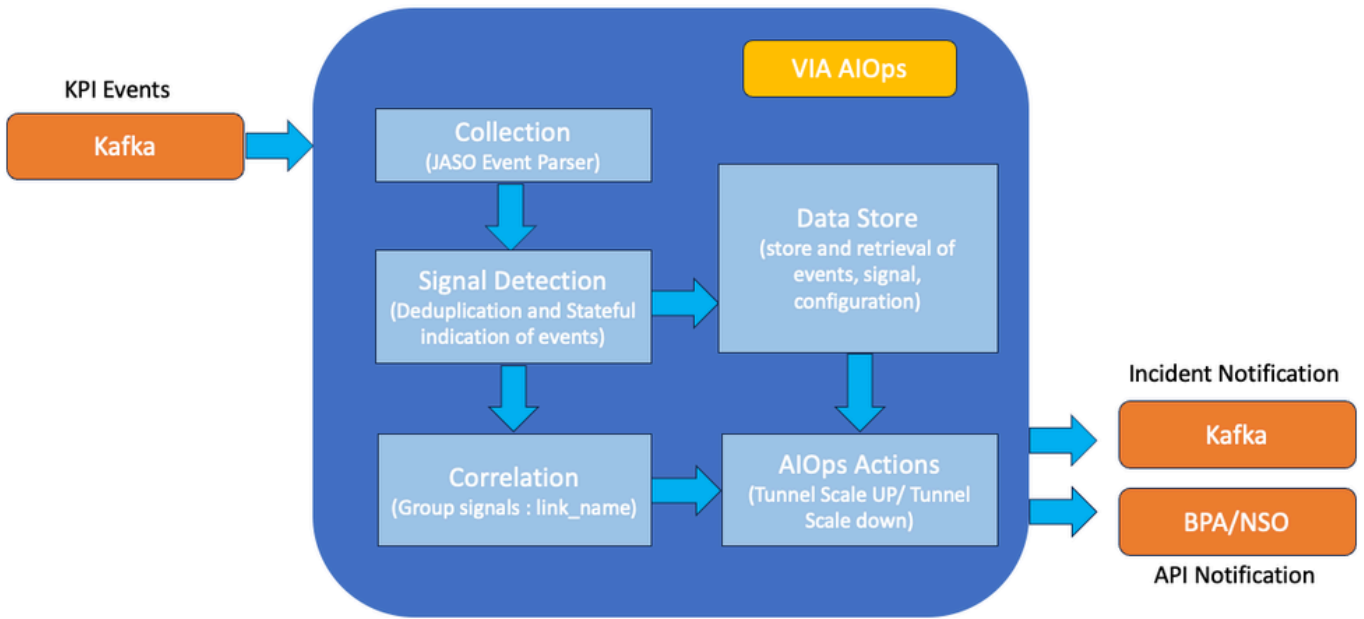 VIA AIOps
KPI Events
Kafka
Collection
(JASO Event Parser)
Signal Detection
(Deduplication and Stateful
indication of events)
Data Store
(store and retrieval of
events, signal,
configuration)
Correlation
(Group signals : link_name)
AIOps Actions
(Tunnel Scale UP/ Tunnel
Scale down)
Incident Notification
Kafka
BPA/NSO
API Notification